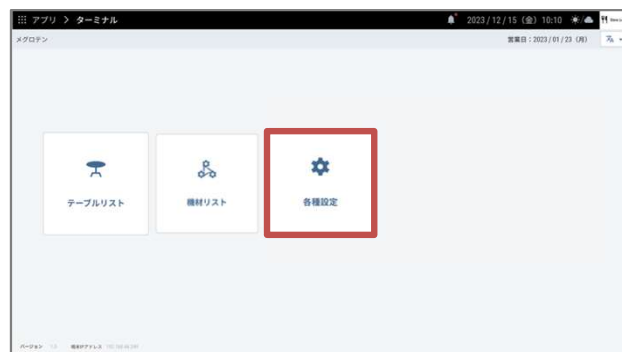 アプリ > ターミナル 2023 / 12 / 15 (金) 10:10
メグロテン 営業日：2023 / 01 / 23 (月)
テーブルリスト
機材リスト
各種設定
バージョン 1.0 端末IPアドレス